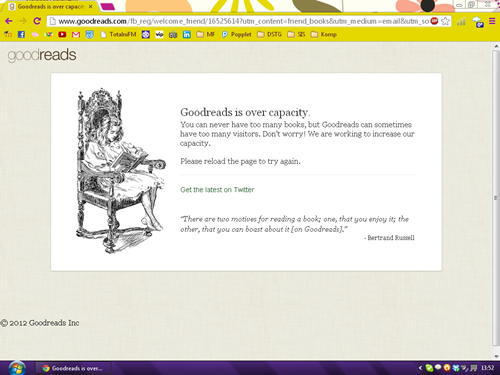 Goodreads is over capac
www.goodreads.com/fb_reg/welcome_friend/16525614?utm_content=friend_books&utm_medium=email&utm_so
TotalniFM
vip
MF
Popplet
DSTG
SIS
Komp
goodreads
Goodreads is over capacity.
You can never have too many books, but Goodreads can sometimes
have too many visitors. Don't worry! We are working to increase our
capacity.
Please reload the page to try again.
Get the latest on Twitter
"There are two motives for reading a book; one, that you enjoy it; the
other, that you can boast about it [on Goodreads]."
- Bertrand Russell
© 2012 Goodreads Inc
Goodreads is over...
13:52